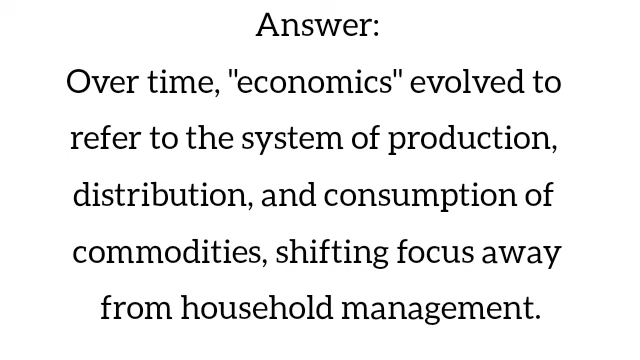 Answer:
Over time, "economics" evolved to
refer to the system of production,
distribution, and consumption of
commodities, shifting focus away
from household management.